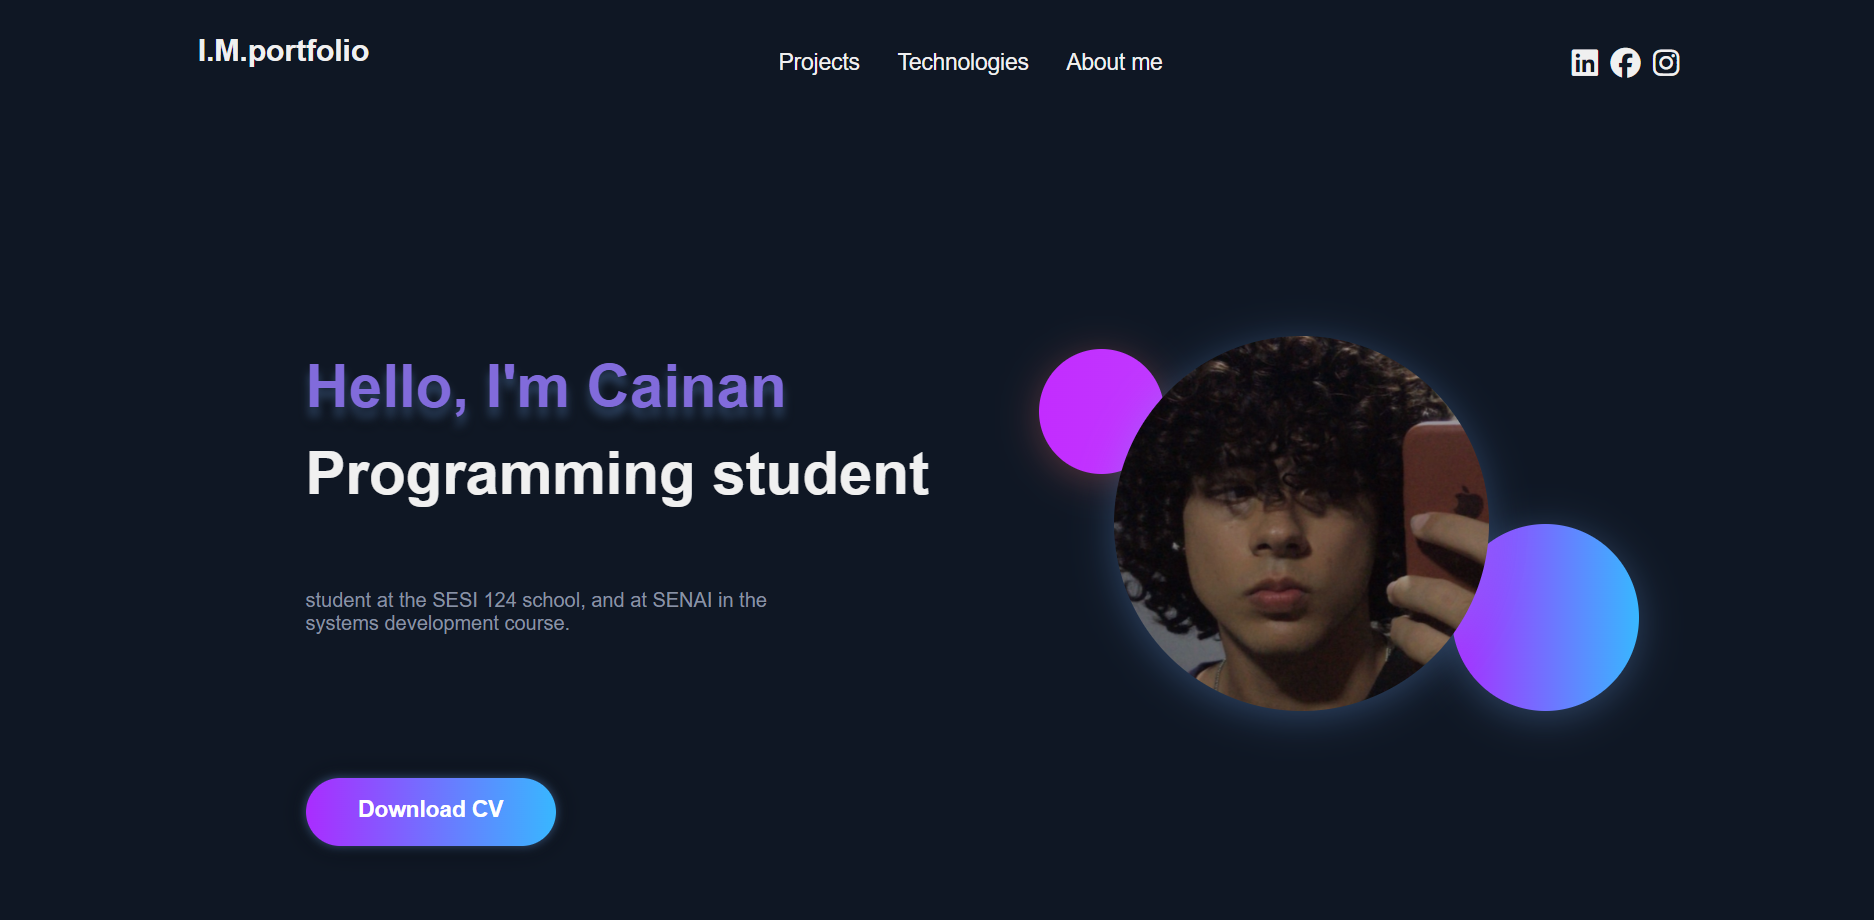 I.M.portfolio
Projects Technologies About me
Hello, I'm Cainan
Programming student
student at the SESI 124 school, and at SENAI in the
systems development course.
Download CV